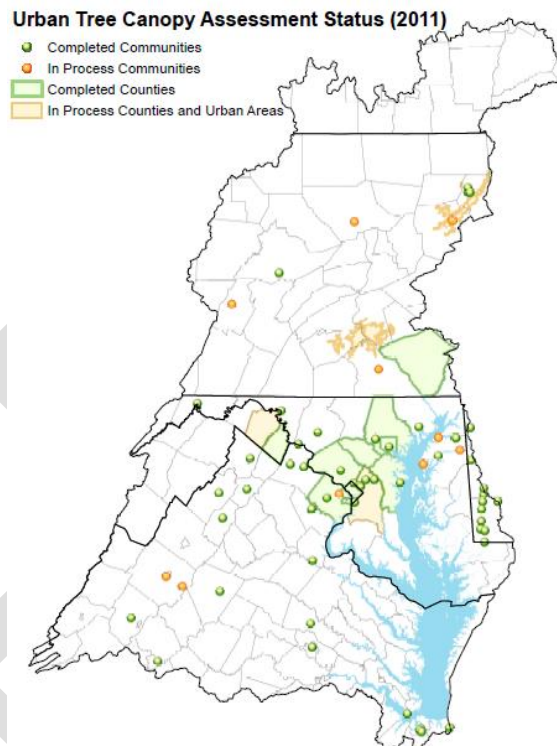 Urban Tree Canopy Assessment Status (2011)
Completed Communities
In Process Communities
Completed Counties
In Process Counties and Urban Areas